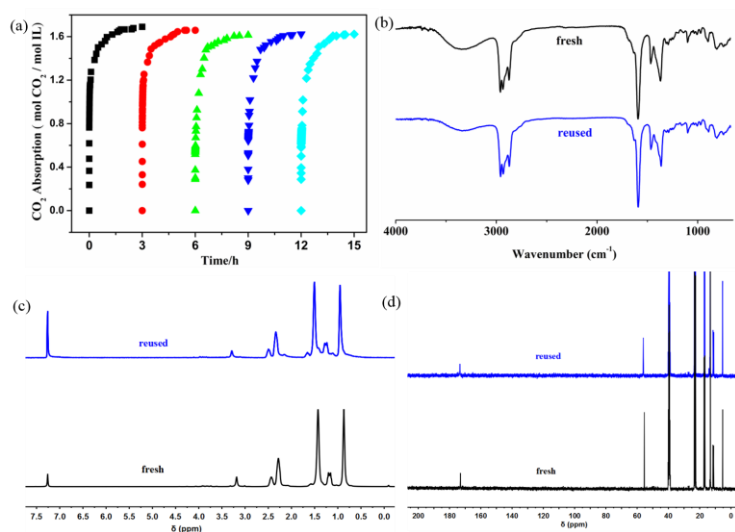 (a)
CO2 Absorption ( mol CO2 / mol IL)
1.6
1.2
0.8
0.4
0.0
0 3 6 9 12 15
Time/h
(b)
fresh
reused
4000 3000 2000 1000
Wavenumber (cm-1)
(c)
reused
fresh
7.5 7.0 6.5 6.0 5.5 5.0 4.5 4.0 3.5 3.0 2.5 2.0 1.5 1.0 0.5 0.0
δ (ppm)
(d)
reused
fresh
200 180 160 140 120 100 80 60 40 20 0
δ (ppm)